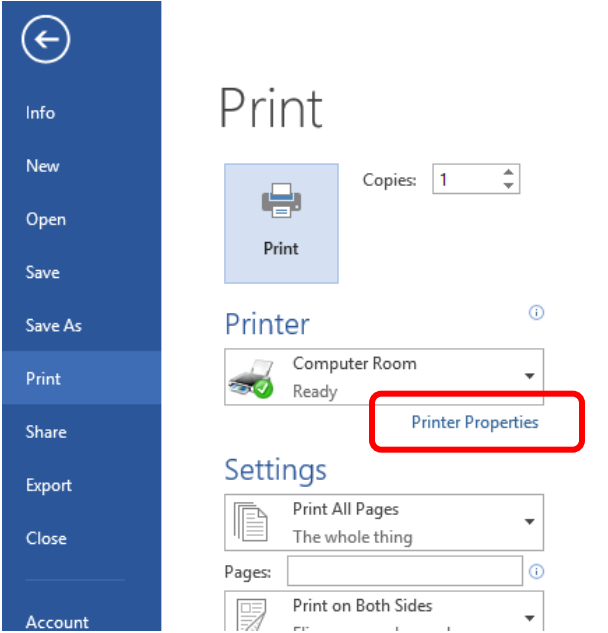 Info
New
Open
Save
Save As
Print
Share
Export
Close
Account
Print
Copies: 1
Print
Printer
Computer Room
Ready
Printer Properties
Settings
Print All Pages
The whole thing
Pages:
Print on Both Sides